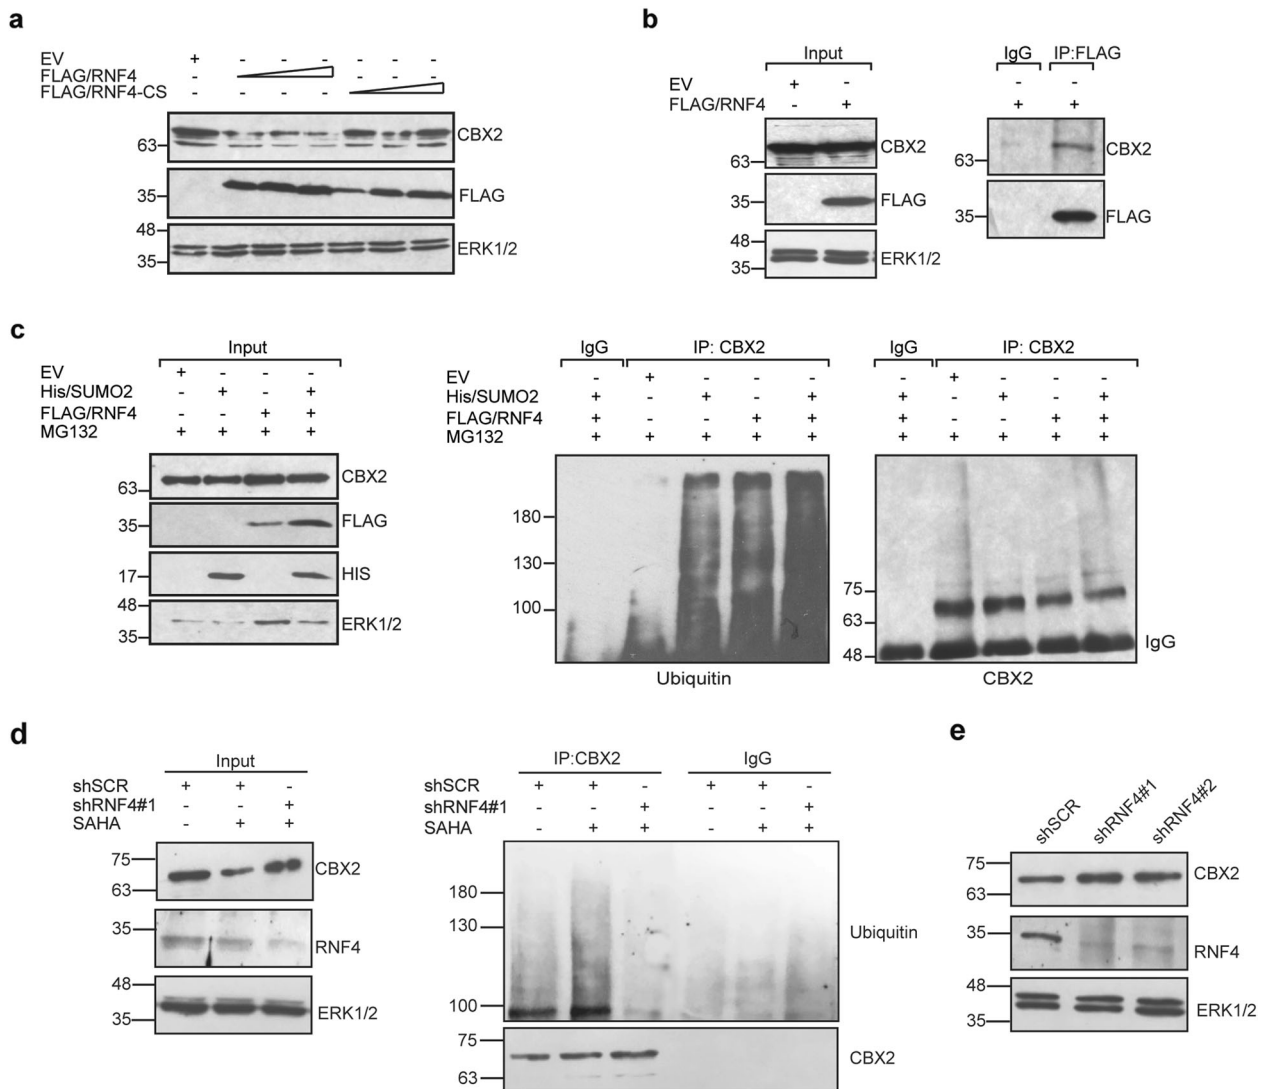 a
EV + - - - - - -
FLAG/RNF4 - - - -
FLAG/RNF4-CS - - - -
63 CBX2
35 FLAG
48
35 ERK1/2
b
Input IgG IP:FLAG
EV + - - -
FLAG/RNF4 - + + +
63 CBX2
35 FLAG
48
35 ERK1/2
63 CBX2
35 FLAG
c
Input
EV + - - -
His/SUMO2 - + - +
FLAG/RNF4 - - + +
MG132 + + + +
63 CBX2
35 FLAG
17 HIS
48
35 ERK1/2
IgG IP: CBX2
EV - + - - -
His/SUMO2 + - + - +
FLAG/RNF4 + - - + +
MG132 + + + + +
180
130
100
Ubiquitin
IgG IP: CBX2
- + - - -
+ - + - +
+ - - + +
+ + + + +
75
63
48 IgG
CBX2
d
Input
shSCR + + -
shRNF4#1 - - +
SAHA - + +
75
63 CBX2
35 RNF4
48
35 ERK1/2
IP:CBX2 IgG
shSCR + + - + + -
shRNF4#1 - - + - - +
SAHA - + + - + +
180
130 Ubiquitin
100
75 CBX2
63
e
shSCR shRNF4#1 shRNF4#2
75
63 CBX2
35 RNF4
48
35 ERK1/2